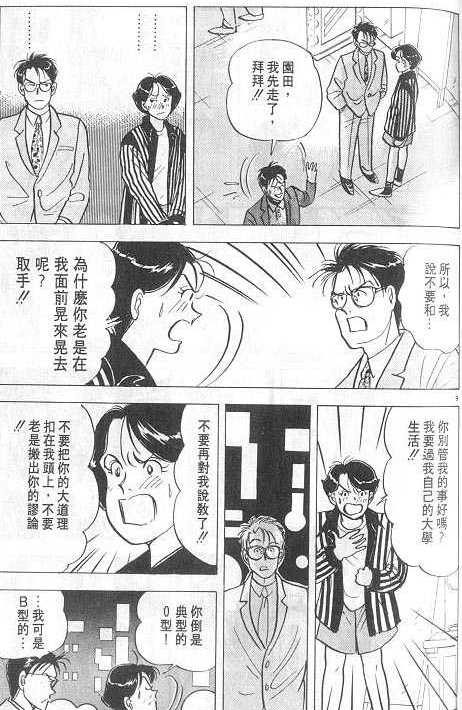 園田，
我先走了，
拜拜!!
…………
…………
所以，我
說不要和…
為什麼你老是在
我面前晃來晃去
呢？
取手!!
你別管我的事好嗎？
我要過我自己的大學
生活!!
不要再對我說教了!!
不要把你的大道理
扣在我頭上，不要
老是搬出你的謬論
!!
你倒是
典型的
O型！
…我可是
B型的…